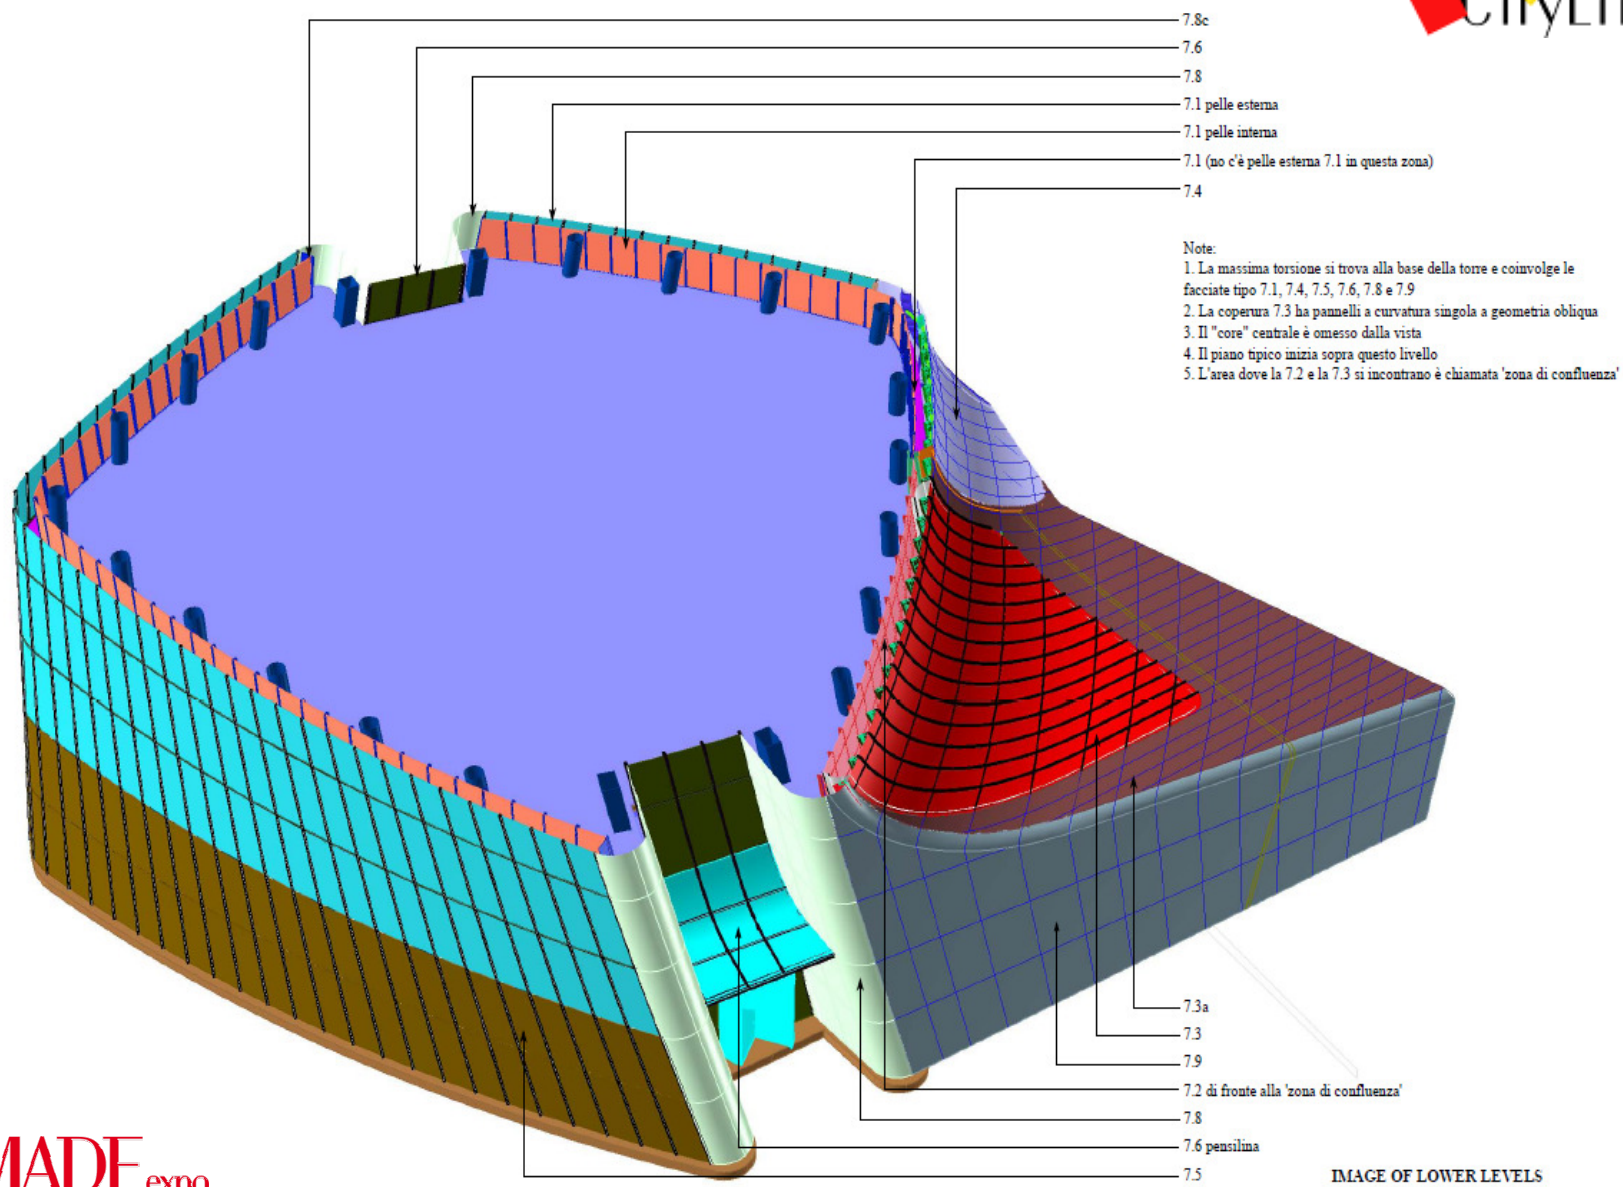 7.8c
7.6
7.8
7.1 pelle esterna
7.1 pelle interna
7.1 (no c'è pelle esterna 7.1 in questa zona)
7.4
Note:
1. La massima torsione si trova alla base della torre e coinvolge le
facciate tipo 7.1, 7.4, 7.5, 7.6, 7.8 e 7.9
2. La coperura 7.3 ha pannelli a curvatura singola a geometria obliqua
3. Il "core" centrale è omesso dalla vista
4. Il piano tipico inizia sopra questo livello
5. L'area dove la 7.2 e la 7.3 si incontrano è chiamata 'zona di confluenza'
7.3a
7.3
7.9
7.2 di fronte alla 'zona di confluenza'
7.8
7.6 pensilina
7.5
MADE expo
IMAGE OF LOWER LEVELS